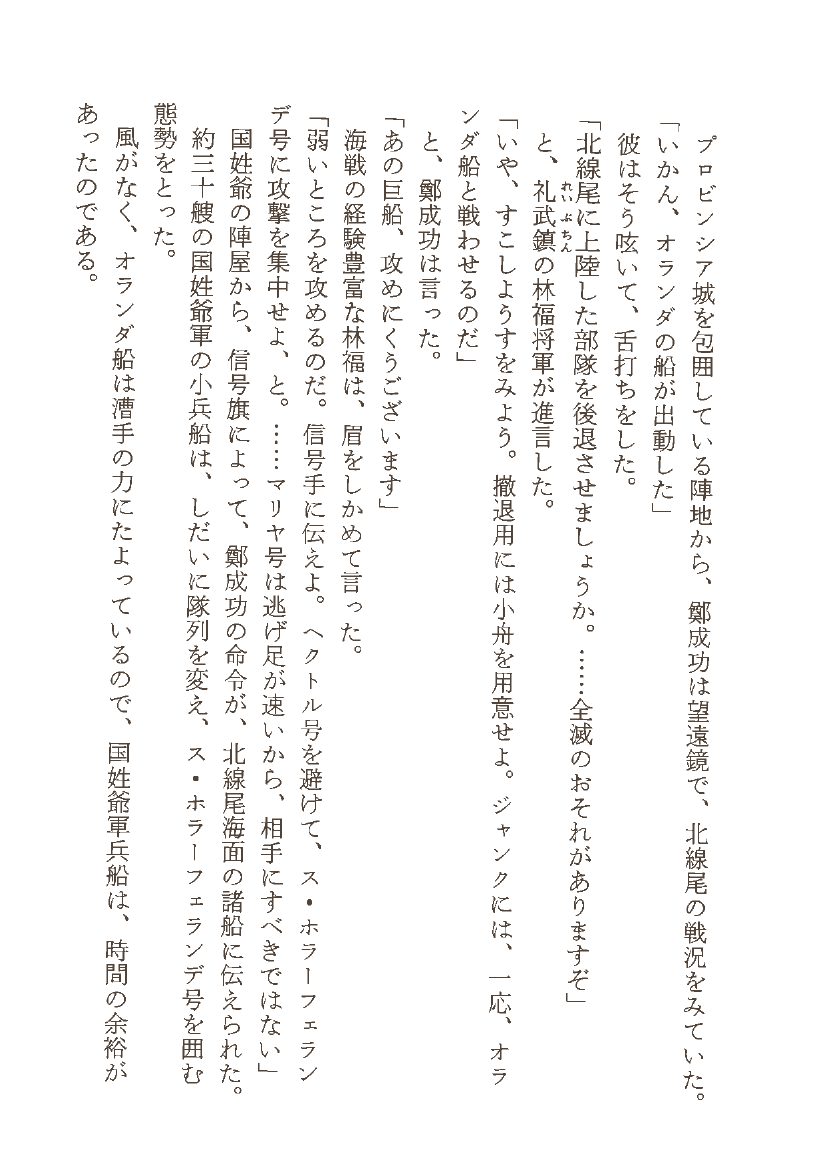 プロビンシア城を包囲している陣地から、鄭成功は望遠鏡で、北線尾の戦況をみていた。
「いかん、オランダの船が出動した」
彼はそう呟いて、舌打ちをした。
「北線尾に上陸した部隊を後退させましょうか。……全滅のおそれがありますぞ」
と、礼武鎮の林福将軍が進言した。
れいぶちん
「いや、すこしようすをみよう。撤退用には小舟を用意せよ。ジャンクには、一応、オラ
ンダ船と戦わせるのだ」
と、鄭成功は言った。
「あの巨船、攻めにくうございます」
海戦の経験豊富な林福は、眉をしかめて言った。
「弱いところを攻めるのだ。信号手に伝えよ。ヘクトル号を避けて、ス・ホラーフェラン
デ号に攻撃を集中せよ、と。……マリヤ号は逃げ足が速いから、相手にすべきではない」
国姓爺の陣屋から、信号旗によって、鄭成功の命令が、北線尾海面の諸船に伝えられた。
約三十艘の国姓爺軍の小兵船は、しだいに隊列を変え、ス・ホラーフェランデ号を囲む
態勢をとった。
風がなく、オランダ船は漕手の力にたよっているので、国姓爺軍兵船は、時間の余裕が
あったのである。